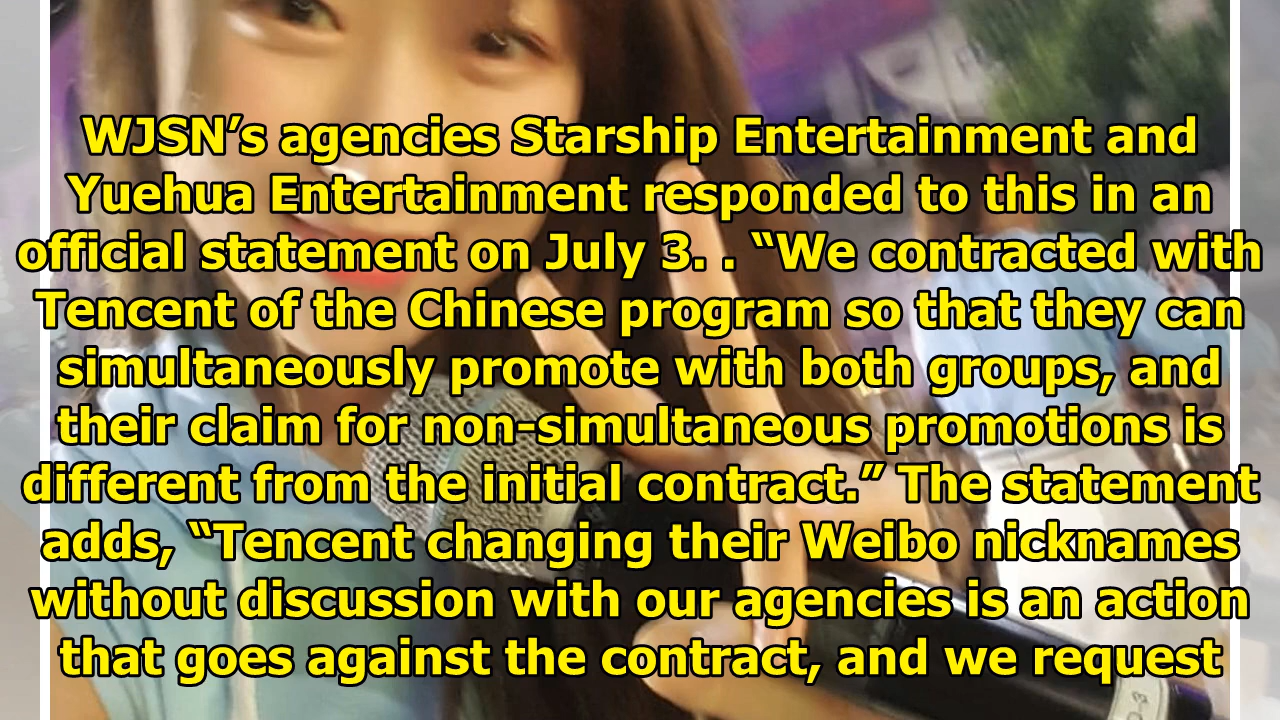 WJSN’s agencies Starship Entertainment and
Yuehua Entertainment responded to this in an
official statement on July 3. . “We contracted with
Tencent of the Chinese program so that they can
simultaneously promote with both groups, and
their claim for non-simultaneous promotions is
different from the initial contract.” The statement
adds, “Tencent changing their Weibo nicknames
without discussion with our agencies is an action
that goes against the contract, and we request
3